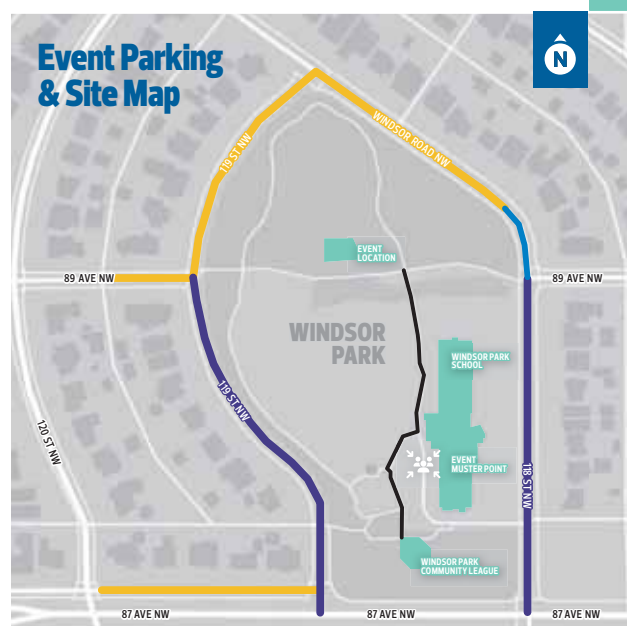 Event Parking
& Site Map
N
WINDSOR ROAD NW
119 ST NW
EVENT
LOCATION
89 AVE NW
89 AVE NW
WINDSOR
PARK
WINDSOR PARK
SCHOOL
119 ST NW
120 ST NW
EVENT
MUSTER POINT
118 ST NW
WINDSOR PARK
COMMUNITY LEAGUE
87 AVE NW
87 AVE NW
87 AVE NW